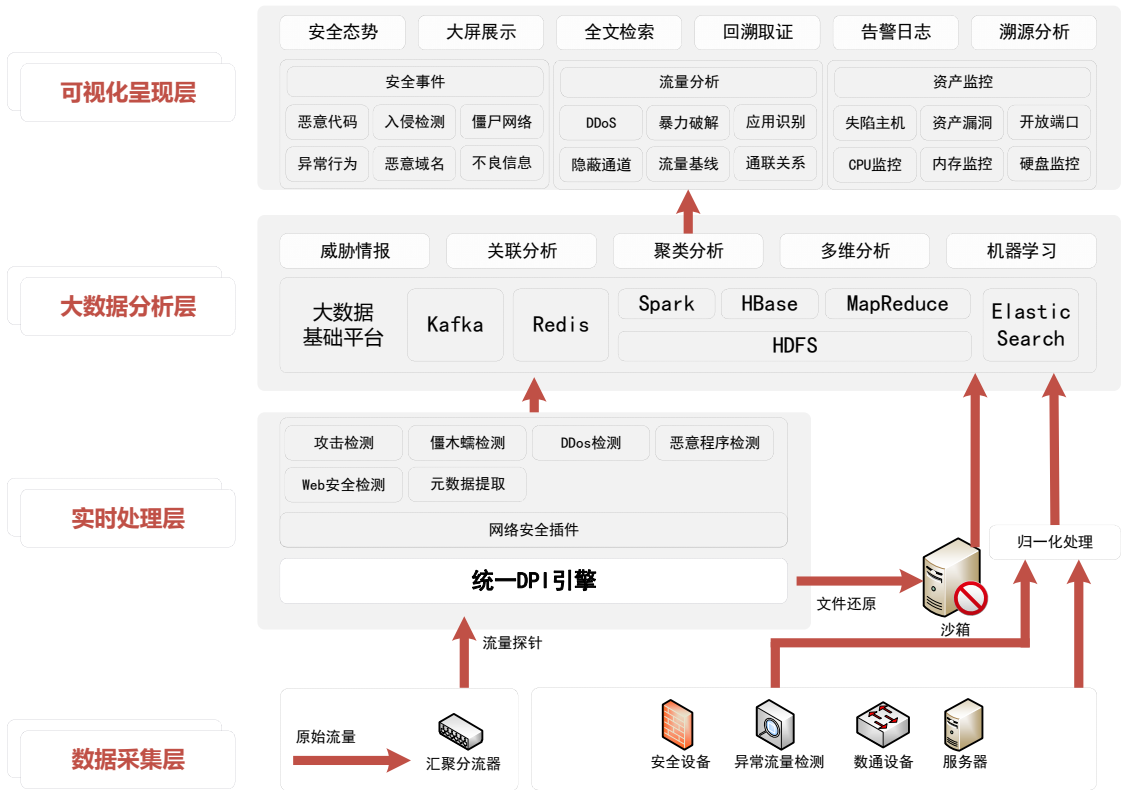 安全态势
大屏展示
全文检索
回溯取证
告警日志
溯源分析
可视化呈现层
安全事件
流量分析
资产监控
恶意代码
入侵检测
僵尸网络
DDoS
暴力破解
应用识别
失陷主机
资产漏洞
开放端口
异常行为
恶意域名
不良信息
隐蔽通道
流量基线
通联关系
CPU监控
内存监控
硬盘监控
威胁情报
关联分析
聚类分析
多维分析
机器学习
大数据分析层
大数据
基础平台
Kafka
Redis
Spark
HBase
MapReduce
HDFS
Elastic
Search
攻击检测
僵木蠕检测
DDos检测
恶意程序检测
Web安全检测
元数据提取
实时处理层
网络安全插件
归一化处理
统一DPI引擎
文件还原
沙箱
流量探针
数据采集层
原始流量
汇聚分流器
安全设备
异常流量检测
数通设备
服务器